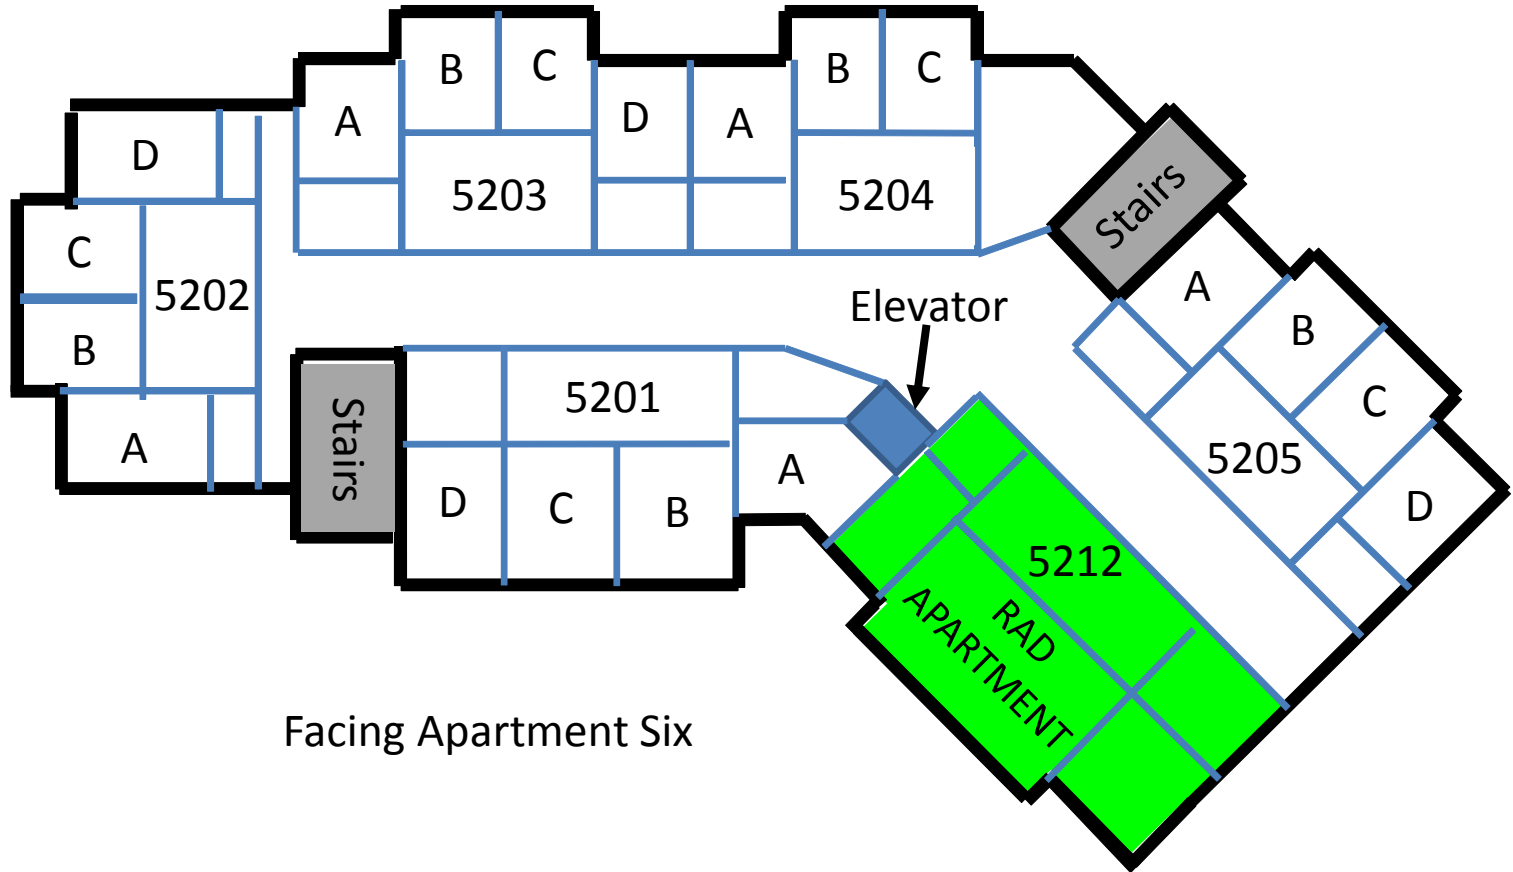 B
C
B
C
A
D
A
D
5203
5204
Stairs
C
5202
A
Elevator
B
B
5201
Stairs
C
A
5205
A
D
C
B
D
5212
RAD
APARTMENT
Facing Apartment Six